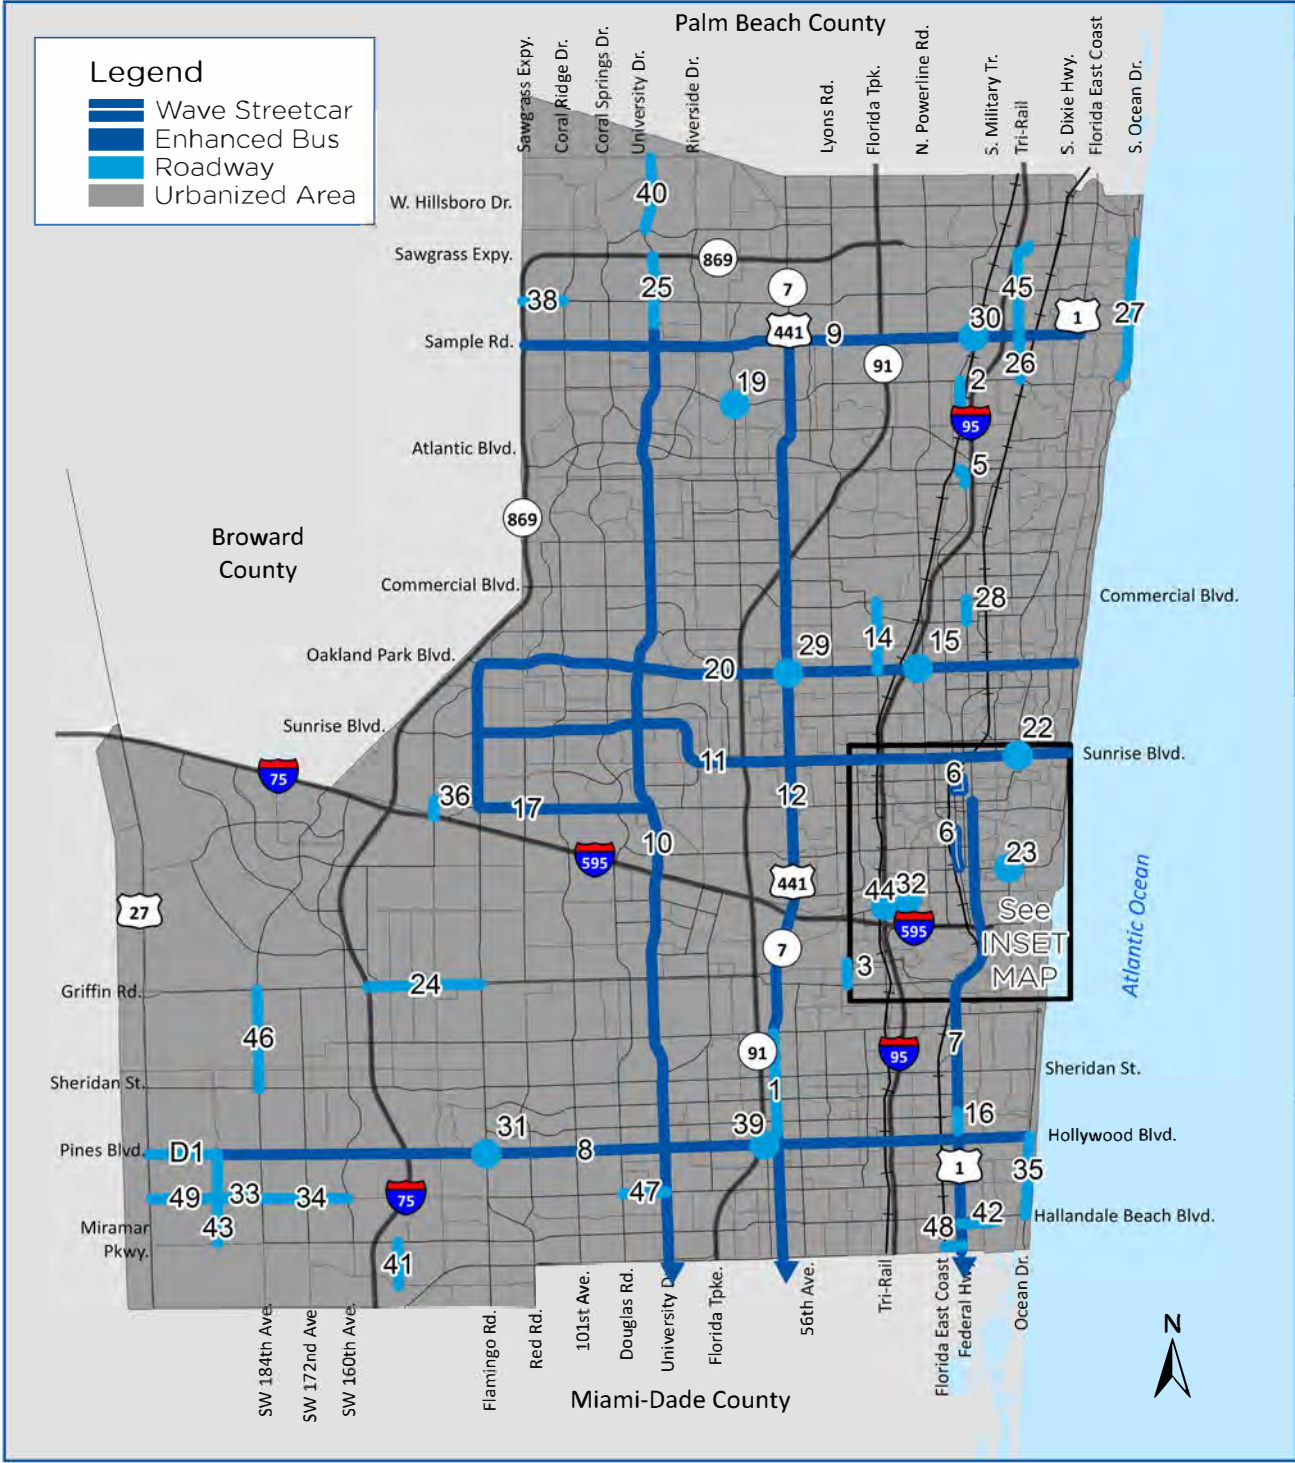 Palm Beach County
Legend
Wave Streetcar
Enhanced Bus
Roadway
Urbanized Area
Sawgrass Expy.
Coral Ridge Dr.
Coral Springs Dr.
University Dr.
Riverside Dr.
Lyons Rd.
Florida Tpk.
N. Powerline Rd.
S. Military Tr.
Tri-Rail
S. Dixie Hwy.
Florida East Coast
S. Ocean Dr.
W. Hillsboro Dr.
40
Sawgrass Expy.
869
7
25
45
38
30
1
27
Sample Rd.
441
9
91
26
2
19
95
Atlantic Blvd.
5
869
Broward
County
Commercial Blvd.
28
Commercial Blvd.
14
29
15
Oakland Park Blvd.
20
Sunrise Blvd.
22
Sunrise Blvd.
11
75
6
36
17
12
6
10
23
595
441
44
32
27
595
See
INSET
MAP
Atlantic Ocean
7
3
Griffin Rd.
24
46
7
91
95
Sheridan St.
Sheridan St.
1
16
31
39
Hollywood Blvd.
Pines Blvd.
D1
8
1
35
49
33
34
75
47
Miramar
Pkwy.
43
42
48
Hallandale Beach Blvd.
41
SW 184th Ave.
SW 172nd Ave
SW 160th Ave.
Flamingo Rd.
Red Rd.
101st Ave.
Douglas Rd.
University D
Florida Tpke.
56th Ave.
Tri-Rail
Florida East Coast
Federal Hw
Ocean Dr.
N
Miami-Dade County